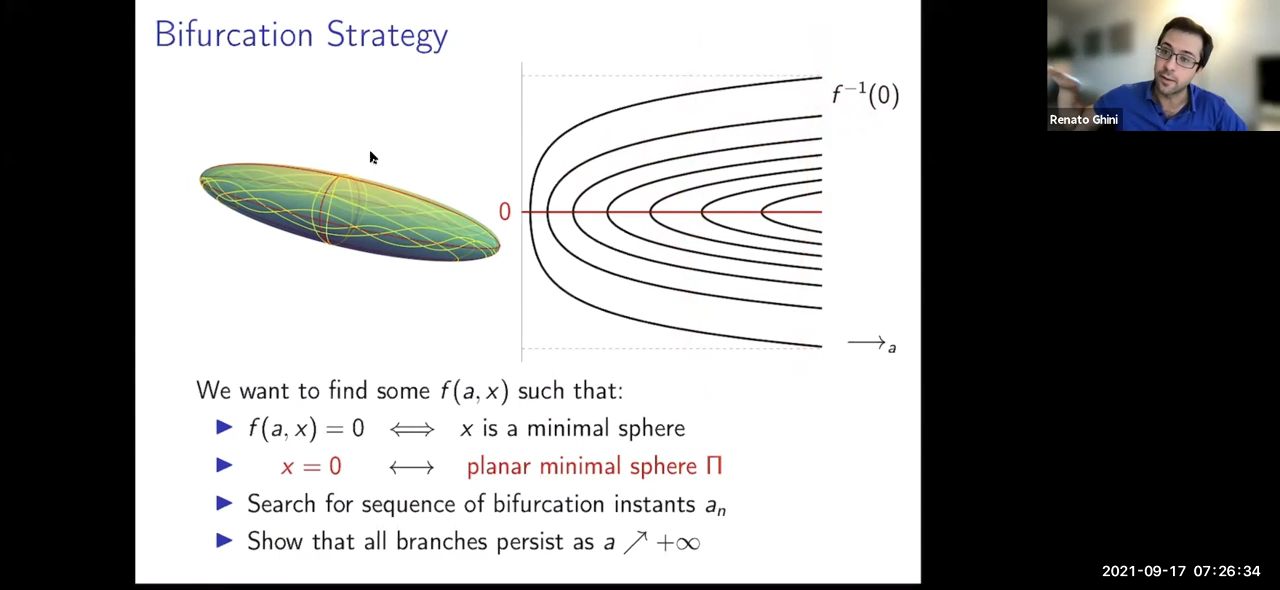 Bifurcation Strategy
f⁻¹(0)
Renato Ghini
0
⟶a
We want to find some f(a, x) such that:
▶ f(a, x) = 0 ⟺ x is a minimal sphere
▶ x = 0 ⟷ planar minimal sphere Π
▶ Search for sequence of bifurcation instants aₙ
▶ Show that all branches persist as a ↗ +∞
2021-09-17 07:26:34